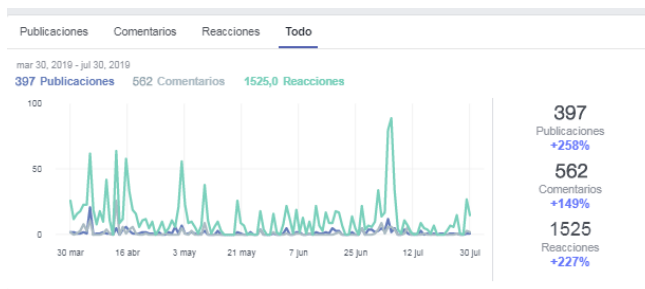 Publicaciones Comentarios Reacciones Todo
mar 30, 2019 - jul 30, 2019
397 Publicaciones 562 Comentarios 1525,0 Reacciones
100
50
0
30 mar 16 abr 3 may 21 may 7 jun 25 jun 12 jul 30 jul
397
Publicaciones
+258%
562
Comentarios
+149%
1525
Reacciones
+227%